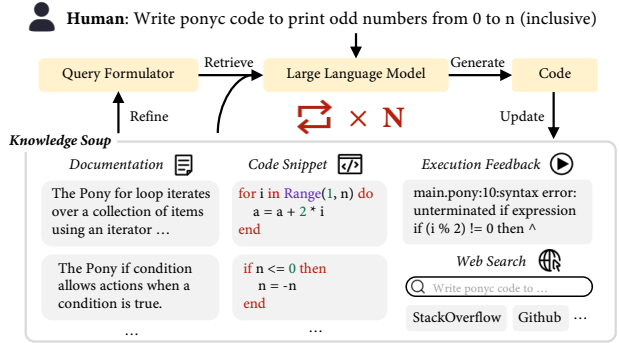 Human: Write ponyc code to print odd numbers from 0 to n (inclusive)
Query Formulator
Retrieve
Large Language Model
Generate
Code
Refine
× N
Update
Knowledge Soup
Documentation
The Pony for loop iterates
over a collection of items
using an iterator …
The Pony if condition
allows actions when a
condition is true.
…
Code Snippet
for i in Range(1, n) do
a = a + 2 * i
end
if n <= 0 then
n = -n
end
…
Execution Feedback
main.pony:10:syntax error:
unterminated if expression
if (i % 2) != 0 then ^
Web Search
Write ponyc code to …
StackOverflow
Github
…